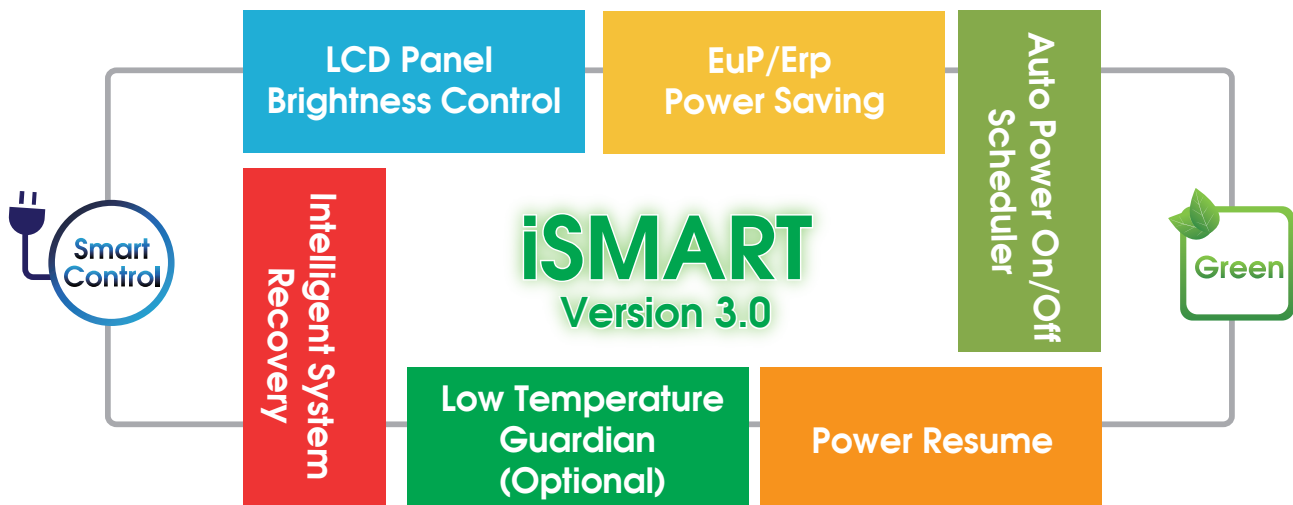 LCD Panel
Brightness Control
EuP/Erp
Power Saving
Auto Power On/Off
Scheduler
Smart
Control
Intelligent System
Recovery
iSMART
Version 3.0
Green
Low Temperature
Guardian
(Optional)
Power Resume